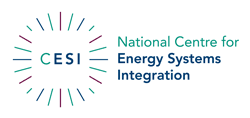 CESI
National Centre for
Energy Systems
Integration